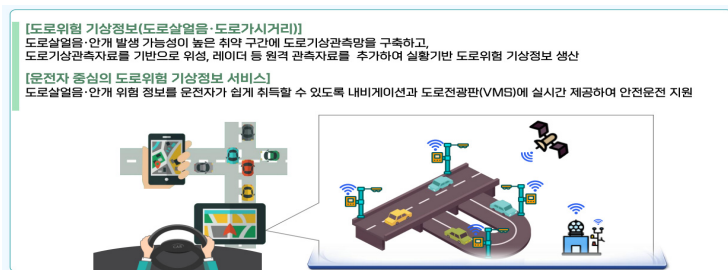 [도로위험 기상정보(도로살얼음·도로가시거리)]
도로살얼음·안개 발생 가능성이 높은 취약 구간에 도로기상관측망을 구축하고,
도로기상관측자료를 기반으로 위성, 레이더 등 원격 관측자료를 추가하여 실황기반 도로위험 기상정보 생산
[운전자 중심의 도로위험 기상정보 서비스]
도로살얼음·안개 위험 정보를 운전자가 쉽게 취득할 수 있도록 내비게이션과 도로전광판(VMS)에 실시간 제공하여 안전운전 지원